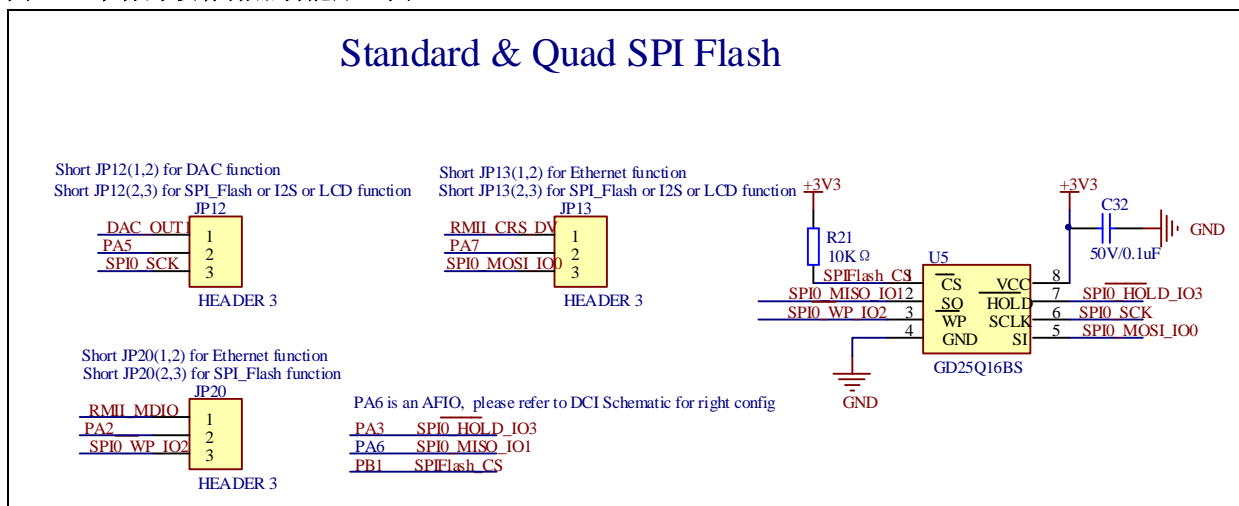 Standard & Quad SPI Flash
Short JP12(1,2) for DAC function
Short JP12(2,3) for SPI_Flash or I2S or LCD function
JP12
DAC_OUT1 1
PA5 2
SPI0_SCK 3
HEADER 3
Short JP13(1,2) for Ethernet function
Short JP13(2,3) for SPI_Flash or I2S or LCD function
JP13
RMII_CRS_DV 1
PA7 2
SPI0_MOSI_IO0 3
HEADER 3
+3V3
R21
10KΩ
+3V3
C32
50V/0.1uF
GND
U5
SPIFlash_CS 1 CS VCC 8
SPI0_MISO_IO1 2 SO HOLD 7 SPI0_HOLD_IO3
SPI0_WP_IO2 3 WP SCLK 6 SPI0_SCK
4 GND SI 5 SPI0_MOSI_IO0
GD25Q16BS
GND
Short JP20(1,2) for Ethernet function
Short JP20(2,3) for SPI_Flash function
JP20
RMII_MDIO 1
PA2 2
SPI0_WP_IO2 3
HEADER 3
PA6 is an AFIO, please refer to DCI Schematic for right config
PA3 SPI0_HOLD_IO3
PA6 SPI0_MISO_IO1
PB1 SPIFlash_CS